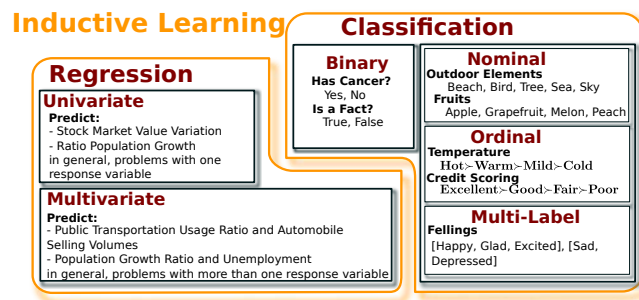 Inductive Learning
Classification
Regression
Univariate
Predict:
- Stock Market Value Variation
- Ratio Population Growth
in general, problems with one
response variable
Multivariate
Predict:
- Public Transportation Usage Ratio and Automobile
Selling Volumes
- Population Growth Ratio and Unemployment
in general, problems with more than one response variable
Binary
Has Cancer?
Yes, No
Is a Fact?
True, False
Nominal
Outdoor Elements
Beach, Bird, Tree, Sea, Sky
Fruits
Apple, Grapefruit, Melon, Peach
Ordinal
Temperature
Hot≻Warm≻Mild≻Cold
Credit Scoring
Excellent≻Good≻Fair≻Poor
Multi-Label
Fellings
[Happy, Glad, Excited], [Sad,
Depressed]